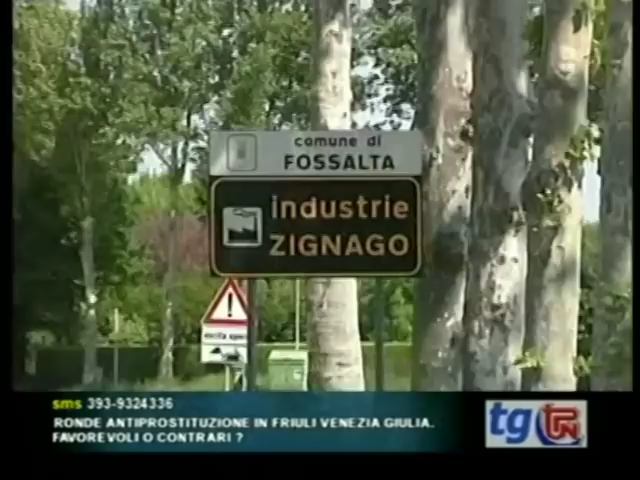 comune di
FOSSALTA
industrie
ZIGNAGO
sms 393-9324336
RONDE ANTIPROSTITUZIONE IN FRIULI VENEZIA GIULIA.
FAVOREVOLI O CONTRARI ?
tg